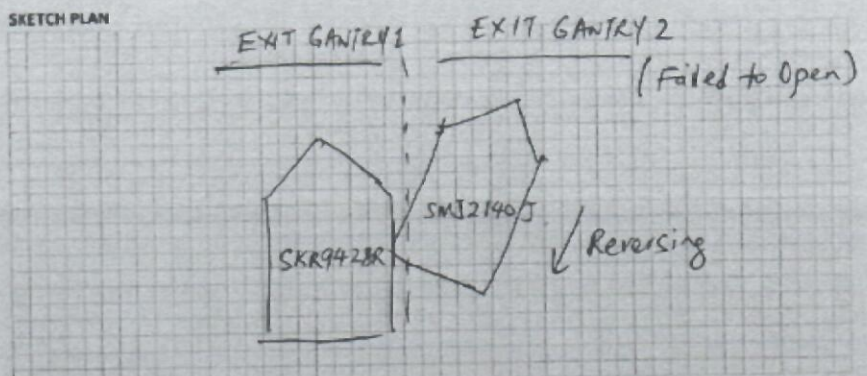 SKETCH PLAN
EXIT GANTRY 1
EXIT GANTRY 2
(Failed to Open)
SMJ2140J
SKR9428R
Reversing